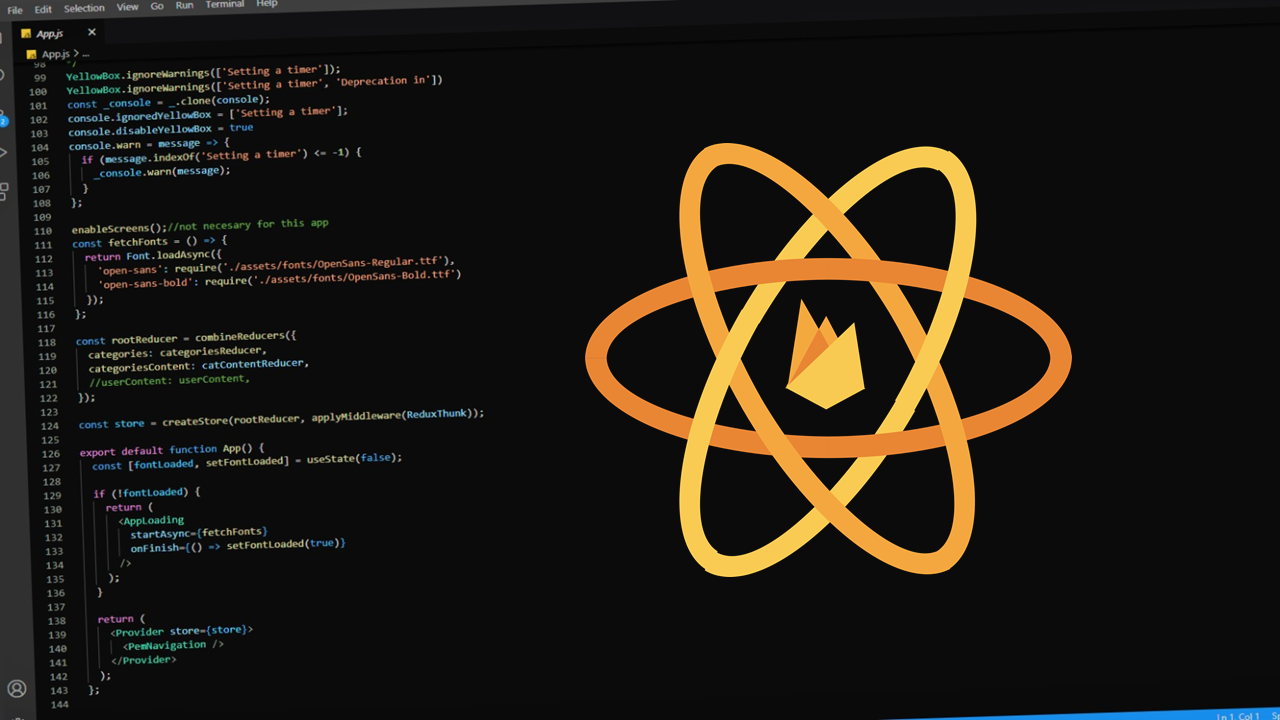 File Edit Selection View Go Run Terminal Help
App.js ✕
App.js > ...
98 */
99 YellowBox.ignoreWarnings(['Setting a timer']);
100 YellowBox.ignoreWarnings(['Setting a timer', 'Deprecation in'])
101 const _console = _.clone(console);
102 console.ignoredYellowBox = ['Setting a timer'];
103 console.disableYellowBox = true
104 console.warn = message => {
105 if (message.indexOf('Setting a timer') <= -1) {
106 _console.warn(message);
107 }
108 };
109
110 enableScreens();//not necesary for this app
111 const fetchFonts = () => {
112 return Font.loadAsync({
113 'open-sans': require('./assets/fonts/OpenSans-Regular.ttf'),
114 'open-sans-bold': require('./assets/fonts/OpenSans-Bold.ttf')
115 });
116 };
117
118 const rootReducer = combineReducers({
119 categories: categoriesReducer,
120 categoriesContent: catContentReducer,
121 //userContent: userContent,
122 });
123
124 const store = createStore(rootReducer, applyMiddleware(ReduxThunk));
125
126 export default function App() {
127 const [fontLoaded, setFontLoaded] = useState(false);
128
129 if (!fontLoaded) {
130 return (
131 <AppLoading
132 startAsync={fetchFonts}
133 onFinish={() => setFontLoaded(true)}
134 />
135 );
136 }
137
138 return (
139 <Provider store={store}>
140 <PemNavigation />
141 </Provider>
142 );
143 };
144
2
Ln 1, Col 1